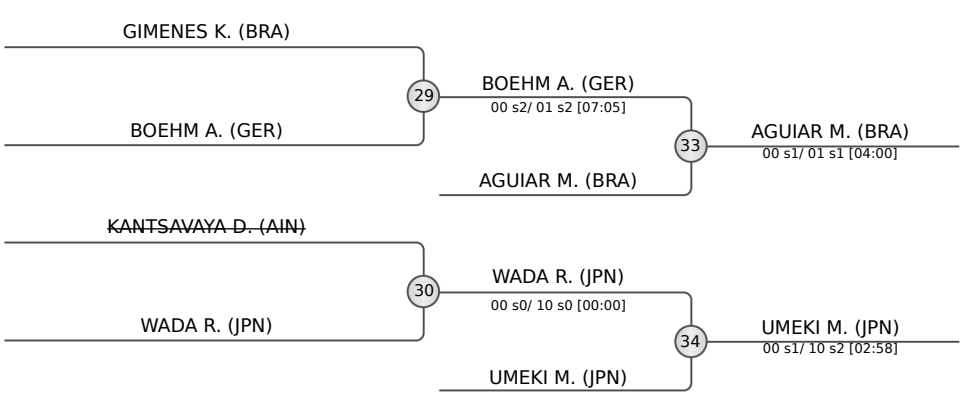 GIMENES K. (BRA)
29
BOEHM A. (GER)
BOEHM A. (GER)
00 s2/ 01 s2 [07:05]
33
AGUIAR M. (BRA)
AGUIAR M. (BRA)
00 s1/ 01 s1 [04:00]
KANTSAVAYA D. (AIN)
30
WADA R. (JPN)
WADA R. (JPN)
00 s0/ 10 s0 [00:00]
34
UMEKI M. (JPN)
UMEKI M. (JPN)
00 s1/ 10 s2 [02:58]